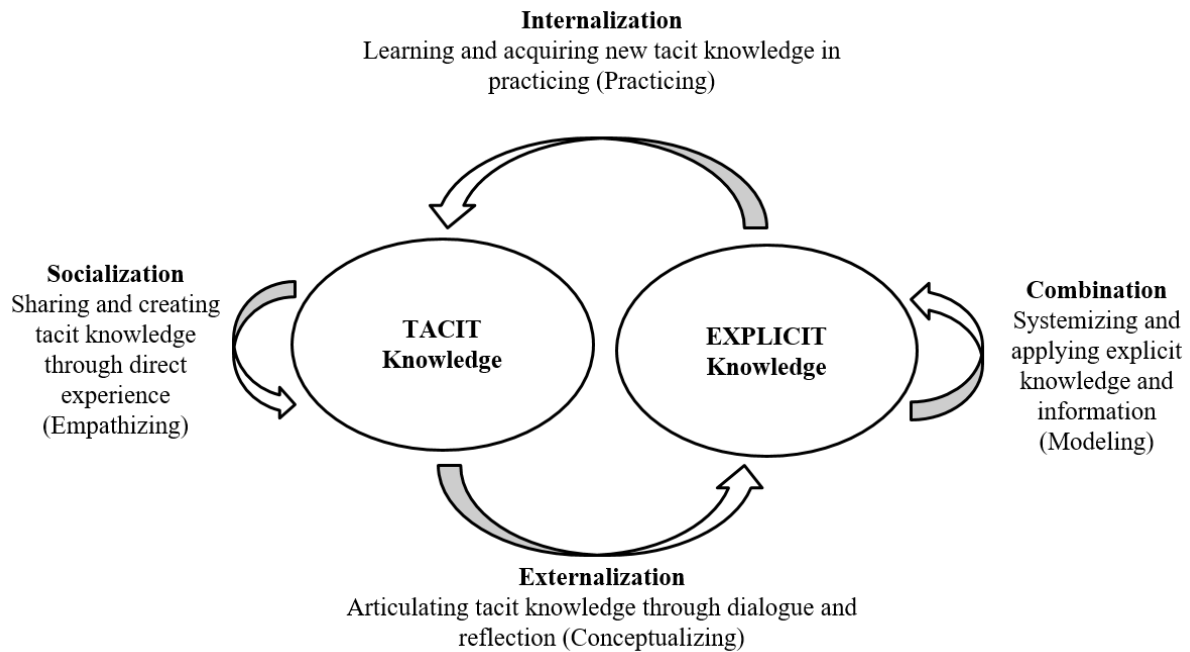 Internalization
Learning and acquiring new tacit knowledge in
practicing (Practicing)
Socialization
Sharing and creating
tacit knowledge
through direct
experience
(Empathizing)
TACIT
Knowledge
EXPLICIT
Knowledge
Combination
Systemizing and
applying explicit
knowledge and
information
(Modeling)
Externalization
Articulating tacit knowledge through dialogue and
reflection (Conceptualizing)